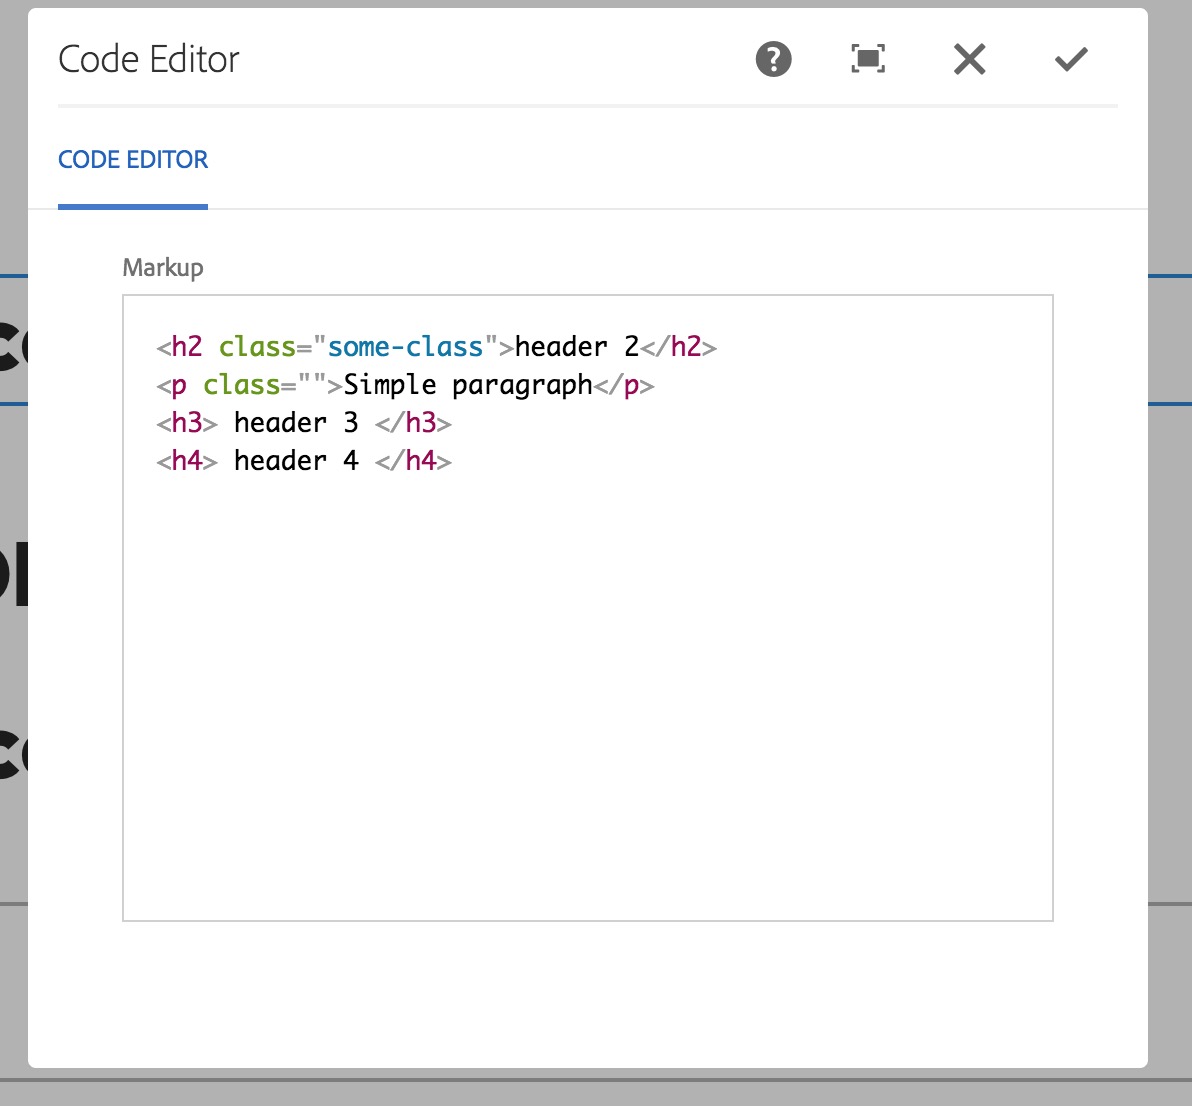 Code Editor
CODE EDITOR
Markup
<h2 class="some-class">header 2</h2>
<p class="">Simple paragraph</p>
<h3> header 3 </h3>
<h4> header 4 </h4>